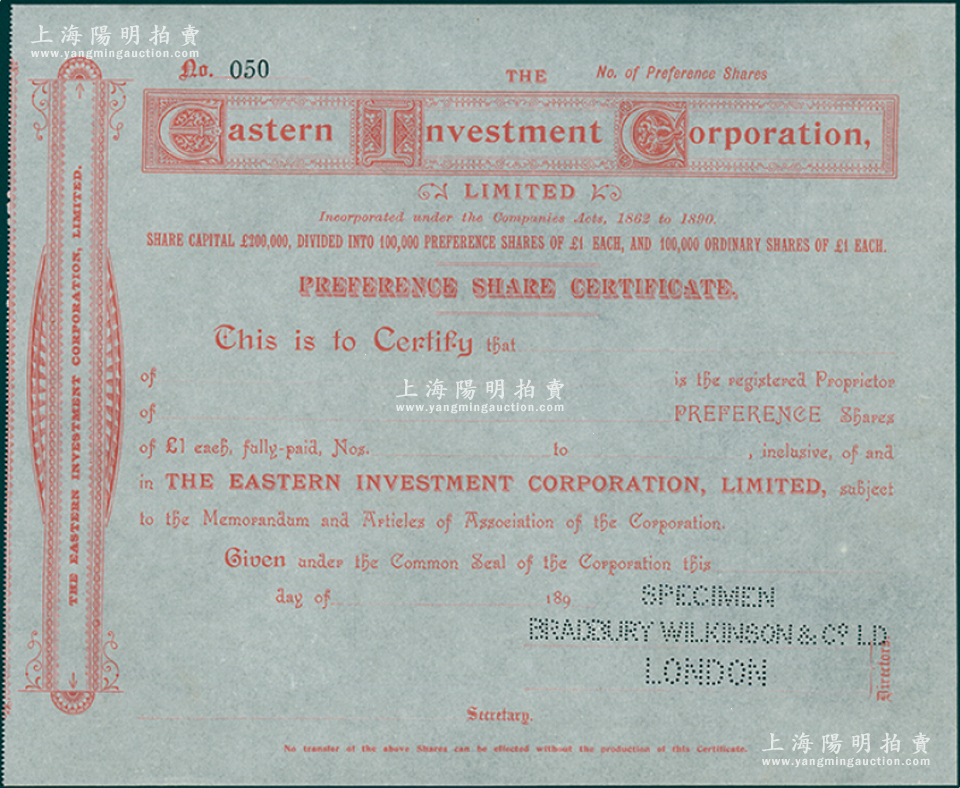 上海陽明拍賣
www.yangmingauction.com
No. 050
THE
No. of Preference Shares
Eastern Investment Corporation,
LIMITED
Incorporated under the Companies Acts, 1862 to 1890.
SHARE CAPITAL £200,000, DIVIDED INTO 100,000 PREFERENCE SHARES OF £1 EACH, AND 100,000 ORDINARY SHARES OF £1 EACH.
PREFERENCE SHARE CERTIFICATE.
This is to Certify that
of is the registered Proprietor
上海陽明拍賣
www.yangmingauction.com
of PREFERENCE Shares
of £1 each, fully-paid, Nos. to , inclusive, of and
in THE EASTERN INVESTMENT CORPORATION, LIMITED, subject
to the Memorandum and Articles of Association of the Corporation.
Given under the Common Seal of the Corporation this
day of 189
SPECIMEN
BRADBURY WILKINSON & Co LD
LONDON
Directors.
Secretary.
No transfer of the above Shares can be effected without the production of this Certificate.
THE EASTERN INVESTMENT CORPORATION, LIMITED.
上海陽明拍賣
www.yangmingauction.com